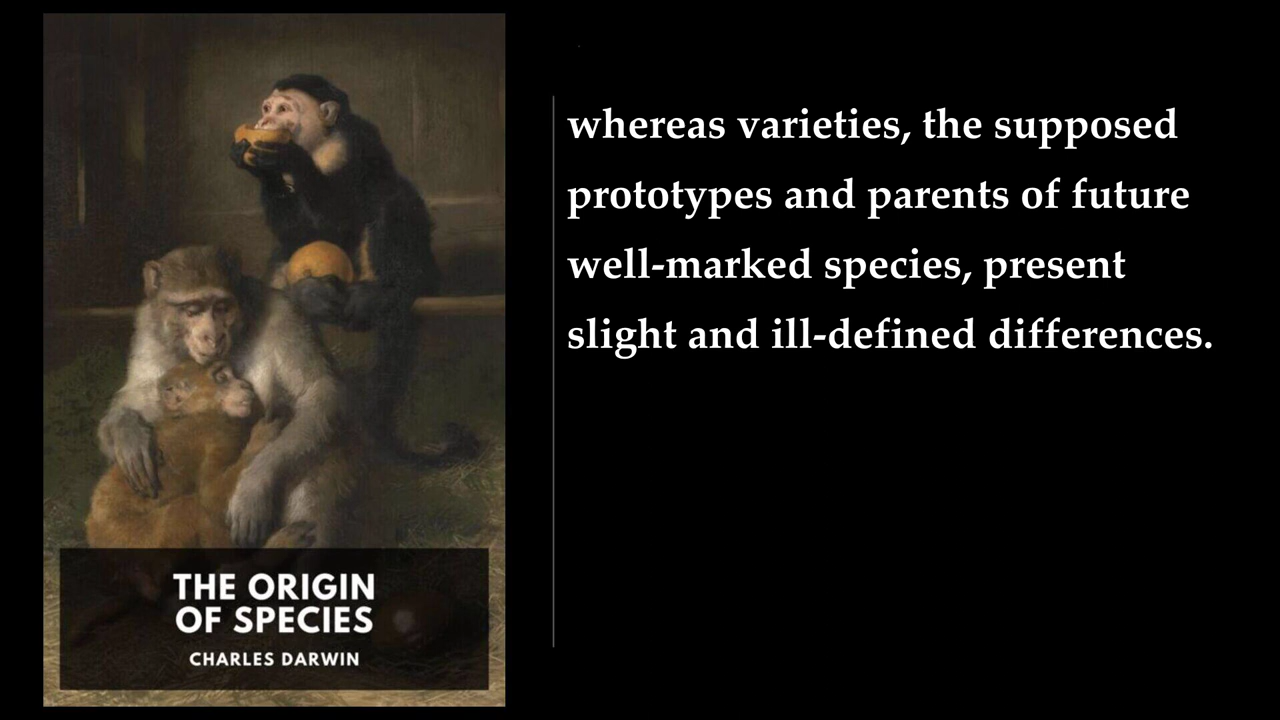 whereas varieties, the supposed
prototypes and parents of future
well-marked species, present
slight and ill-defined differences.
THE ORIGIN
OF SPECIES
CHARLES DARWIN